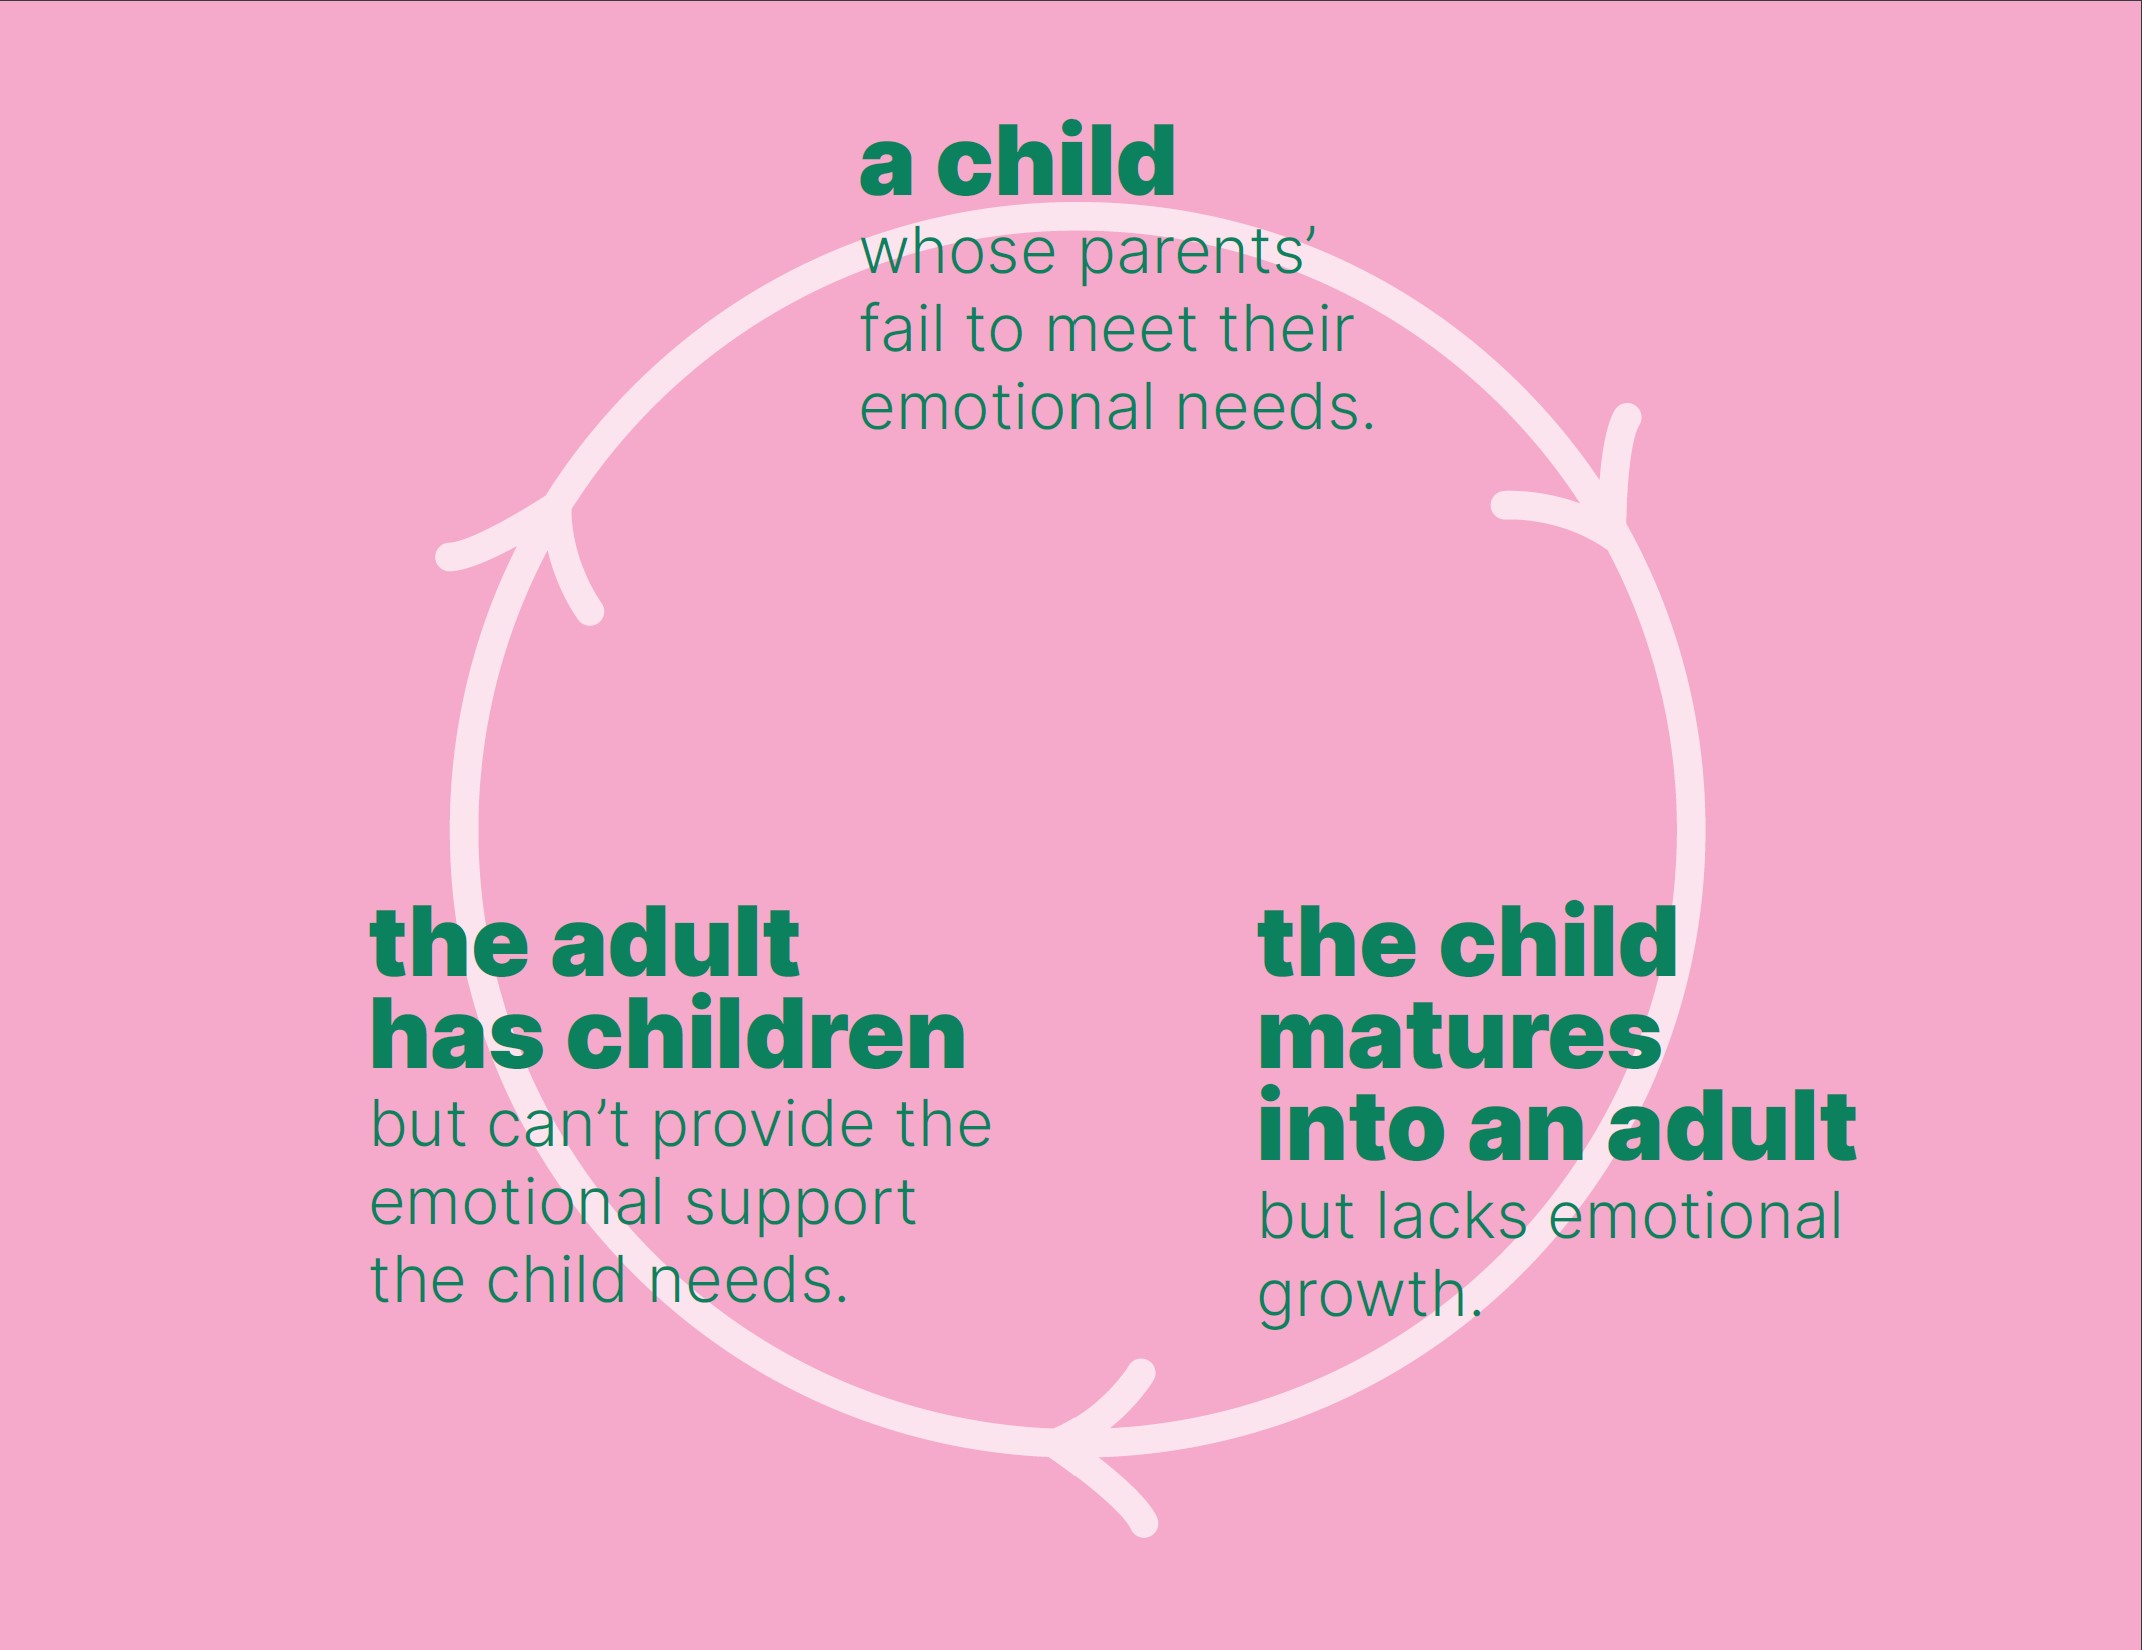 a child
whose parents’
fail to meet their
emotional needs.
the child
matures
into an adult
but lacks emotional
growth.
the adult
has children
but can’t provide the
emotional support
the child needs.